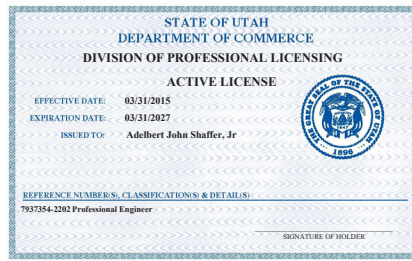 STATE OF UTAH
DEPARTMENT OF COMMERCE
DIVISION OF PROFESSIONAL LICENSING
ACTIVE LICENSE
EFFECTIVE DATE: 03/31/2015
EXPIRATION DATE: 03/31/2027
ISSUED TO: Adelbert John Shaffer, Jr
THE GREAT SEAL OF THE STATE OF UTAH
1847
1896
REFERENCE NUMBER(S), CLASSIFICATION(S) & DETAIL(S)
7937354-2202 Professional Engineer
SIGNATURE OF HOLDER